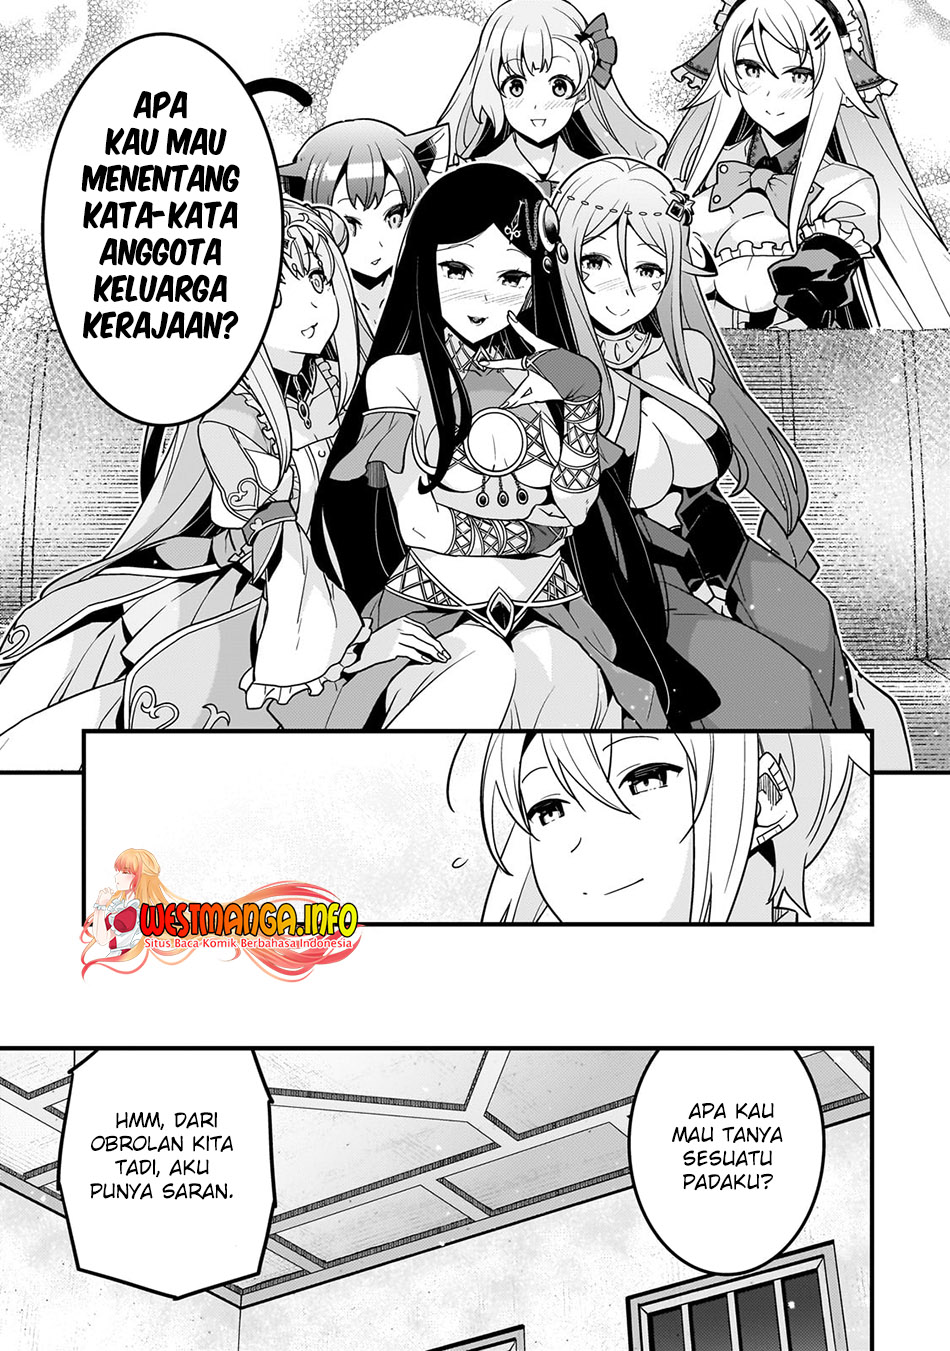 APA
KAU MAU
MENENTANG
KATA-KATA
ANGGOTA
KELUARGA
KERAJAAN?
WESTMANGA.INFO
Situs Baca Komik Berbahasa Indonesia
APA KAU
MAU TANYA
SESUATU
PADAKU?
HMM, DARI
OBROLAN KITA
TADI, AKU
PUNYA SARAN.